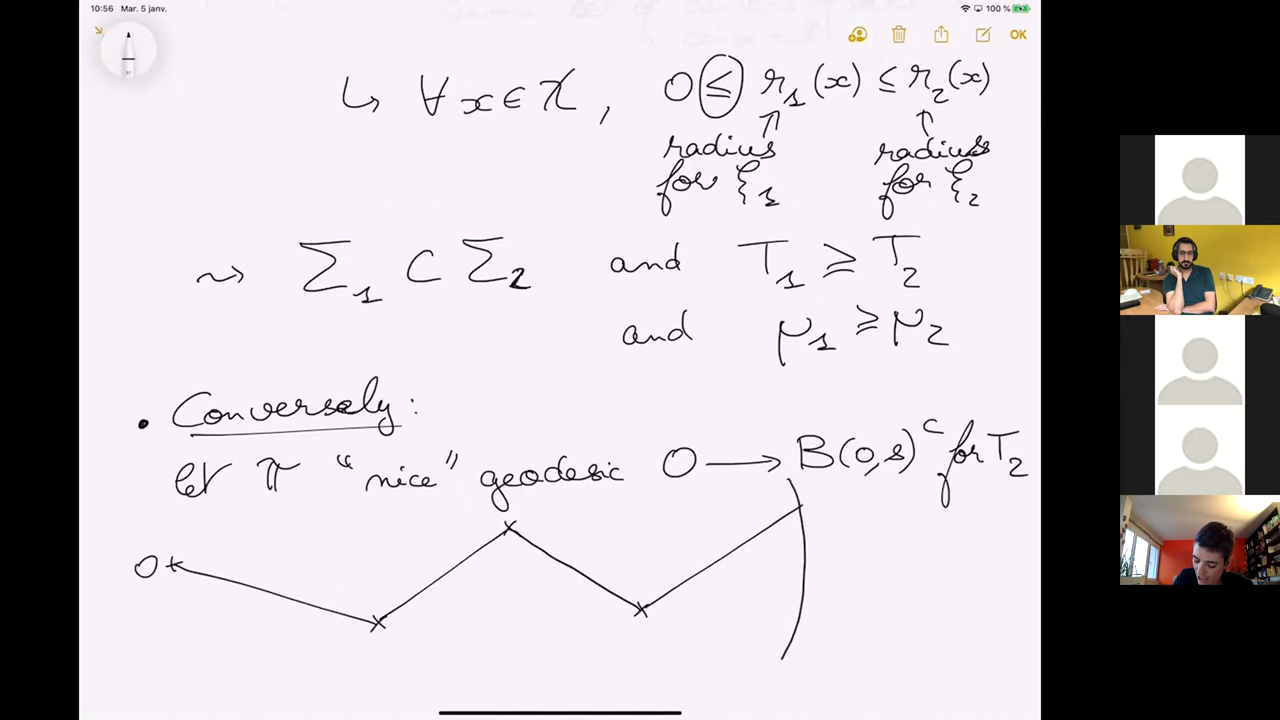 10:56 Mar. 5 janv. 100 %
OK
↳ ∀ x ∈ χ, 0 ≤ r₁(x) ≤ r₂(x)
radius radius
for ξ₁ for ξ₂
⇝ Σ₁ ⊂ Σ₂ and T₁ ≥ T₂
and μ₁ ≥ μ₂
• Conversely:
let π "nice" geodesic 0 → B(0,s)ᶜ for T₂
0